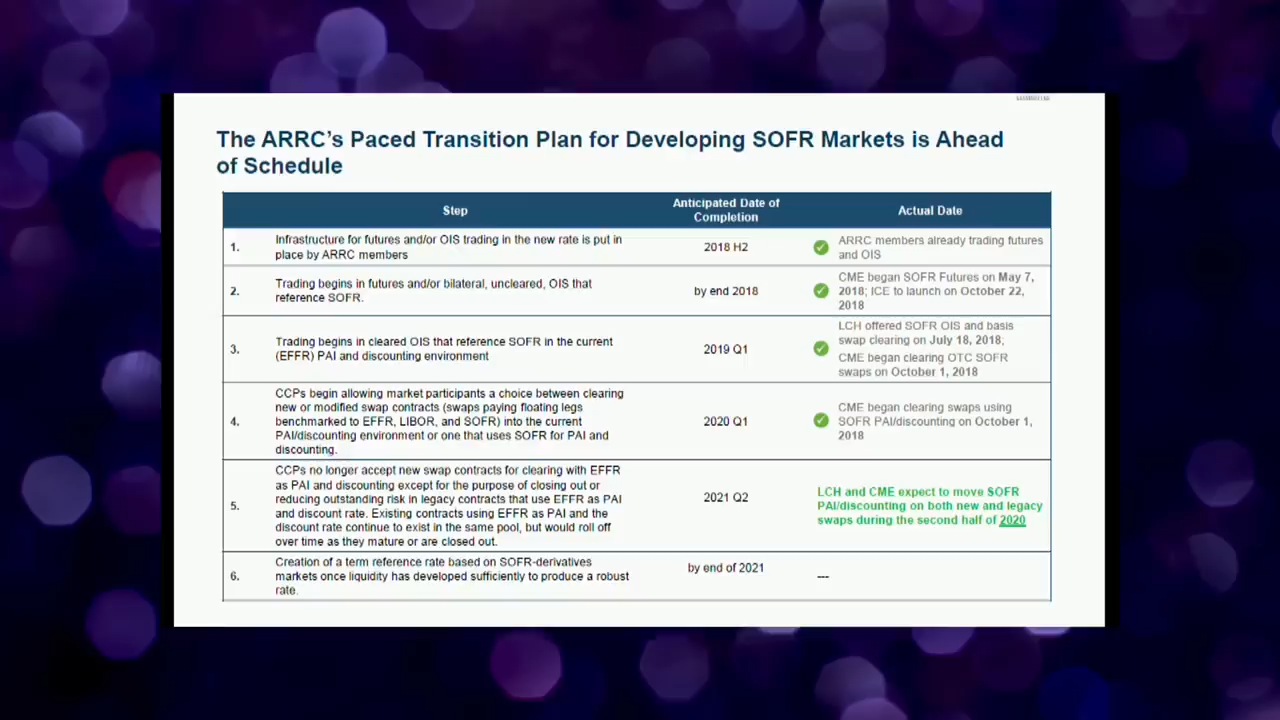 The ARRC's Paced Transition Plan for Developing SOFR Markets is Ahead
of Schedule
Step
Anticipated Date of
Completion
Actual Date
1.
Infrastructure for futures and/or OIS trading in the new rate is put in
place by ARRC members
2018 H2
ARRC members already trading futures
and OIS
2.
Trading begins in futures and/or bilateral, uncleared, OIS that
reference SOFR.
by end 2018
CME began SOFR Futures on May 7,
2018; ICE to launch on October 22,
2018
3.
Trading begins in cleared OIS that reference SOFR in the current
(EFFR) PAI and discounting environment
2019 Q1
LCH offered SOFR OIS and basis
swap clearing on July 18, 2018;
CME began clearing OTC SOFR
swaps on October 1, 2018
4.
CCPs begin allowing market participants a choice between clearing
new or modified swap contracts (swaps paying floating legs
benchmarked to EFFR, LIBOR, and SOFR) into the current
PAI/discounting environment or one that uses SOFR for PAI and
discounting.
2020 Q1
CME began clearing swaps using
SOFR PAI/discounting on October 1,
2018
5.
CCPs no longer accept new swap contracts for clearing with EFFR
as PAI and discounting except for the purpose of closing out or
reducing outstanding risk in legacy contracts that use EFFR as PAI
and discount rate. Existing contracts using EFFR as PAI and the
discount rate continue to exist in the same pool, but would roll off
over time as they mature or are closed out.
2021 Q2
LCH and CME expect to move SOFR
PAI/discounting on both new and legacy
swaps during the second half of 2020
6.
Creation of a term reference rate based on SOFR-derivatives
markets once liquidity has developed sufficiently to produce a robust
rate.
by end of 2021
---